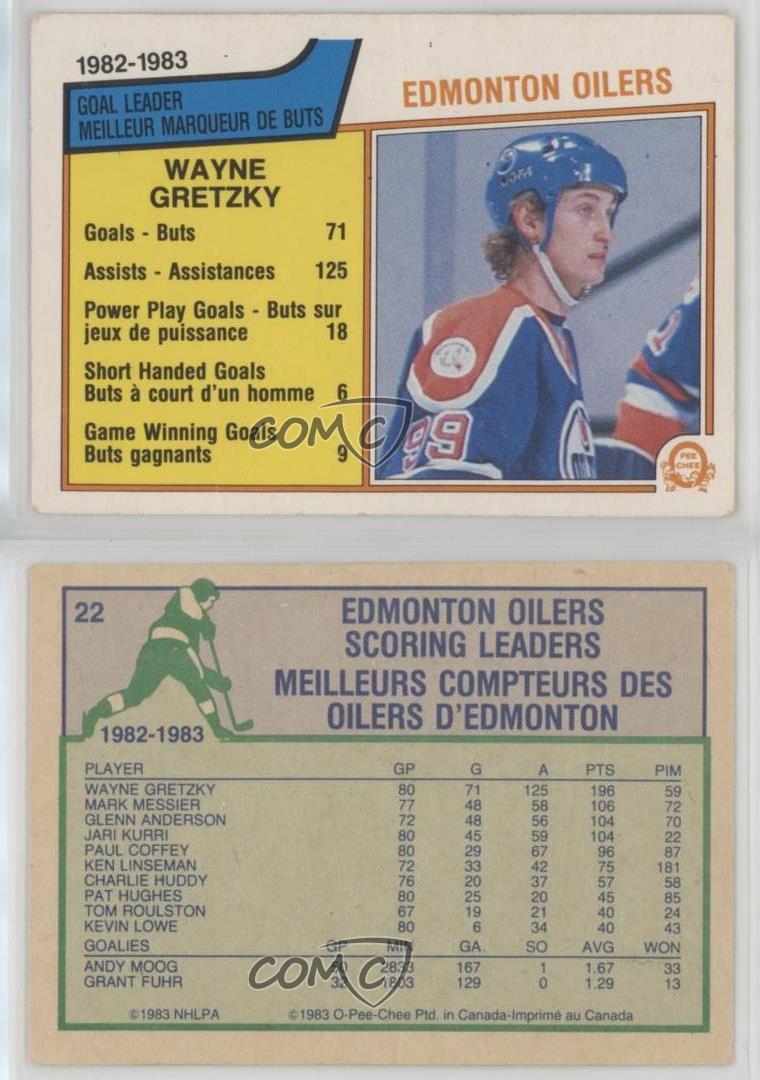 1982-1983
EDMONTON OILERS
GOAL LEADER
MEILLEUR MARQUEUR DE BUTS
WAYNE
GRETZKY
Goals - Buts 71
Assists - Assistances 125
Power Play Goals - Buts sur
jeux de puissance 18
Short Handed Goals
Buts à court d'un homme 6
Game Winning Goals
Buts gagnants 9
COMC
99
PEE
CHEE
22
EDMONTON OILERS
SCORING LEADERS
MEILLEURS COMPTEURS DES
OILERS D'EDMONTON
1982-1983
PLAYER GP G A PTS PIM
WAYNE GRETZKY 80 71 125 196 59
MARK MESSIER 77 48 58 106 72
GLENN ANDERSON 72 48 56 104 70
JARI KURRI 80 45 59 104 22
PAUL COFFEY 80 29 67 96 87
KEN LINSEMAN 72 33 42 75 181
CHARLIE HUDDY 76 20 37 57 58
PAT HUGHES 80 25 20 45 85
TOM ROULSTON 67 19 21 40 24
KEVIN LOWE 80 6 34 40 43
GOALIES GP MIN GA. SO AVG WON
ANDY MOOG 2833 167 1 1.67 33
GRANT FUHR 32 1803 129 0 1.29 13
COMC
©1983 NHLPA ©1983 O-Pee-Chee Ptd. in Canada-Imprimé au Canada